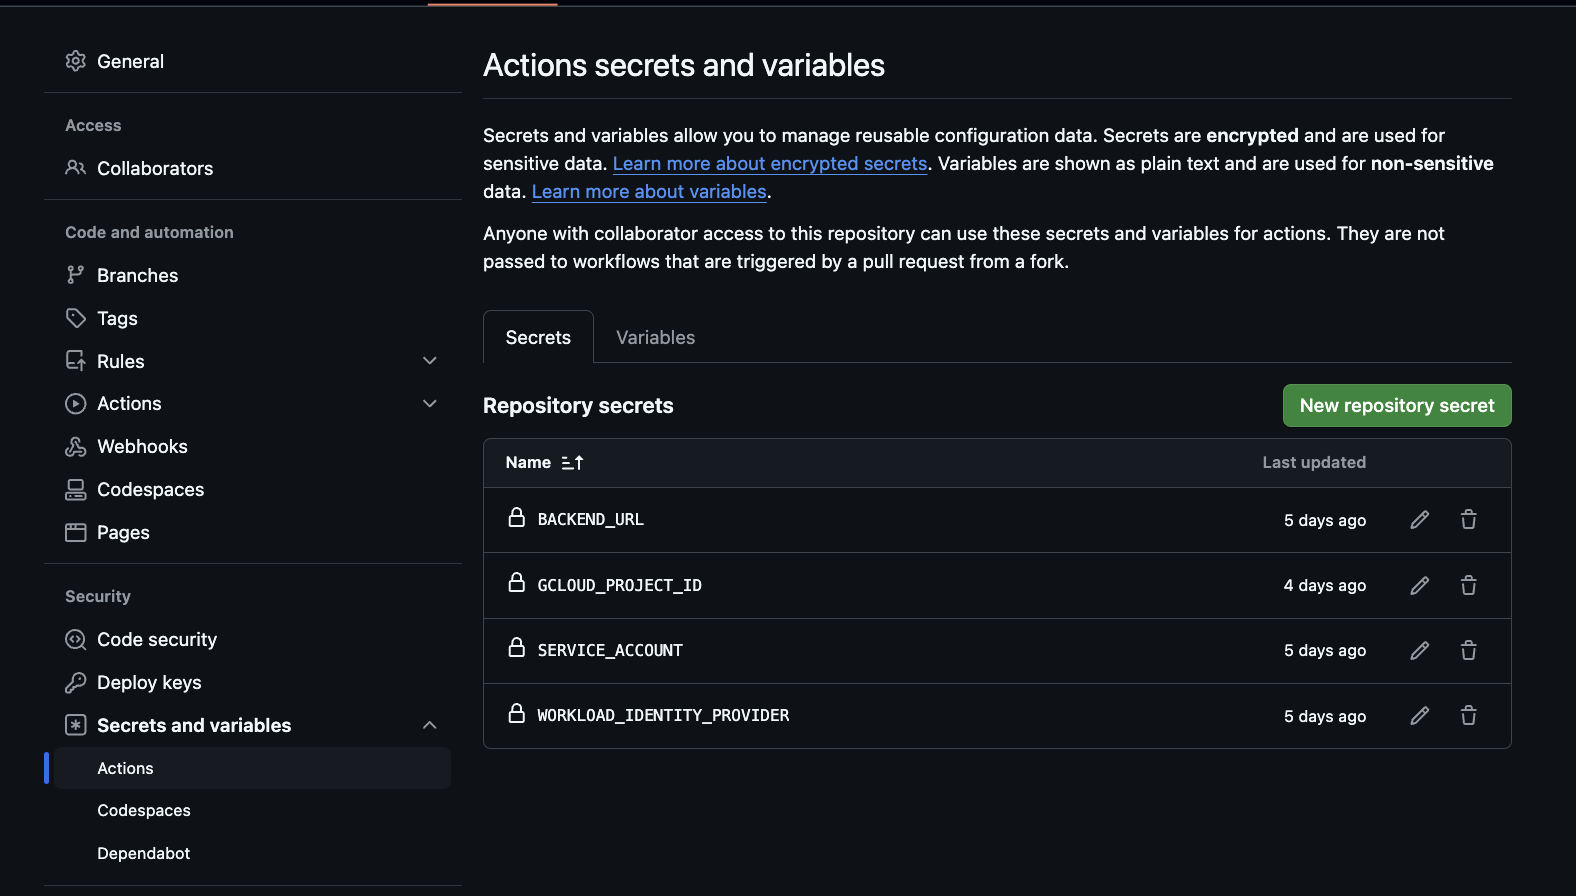 General
Access
Collaborators
Code and automation
Branches
Tags
Rules
Actions
Webhooks
Codespaces
Pages
Security
Code security
Deploy keys
Secrets and variables
Actions
Codespaces
Dependabot
Actions secrets and variables
Secrets and variables allow you to manage reusable configuration data. Secrets are encrypted and are used for
sensitive data. Learn more about encrypted secrets. Variables are shown as plain text and are used for non-sensitive
data. Learn more about variables.
Anyone with collaborator access to this repository can use these secrets and variables for actions. They are not
passed to workflows that are triggered by a pull request from a fork.
Secrets Variables
Repository secrets New repository secret
Name Last updated
BACKEND_URL 5 days ago
GCLOUD_PROJECT_ID 4 days ago
SERVICE_ACCOUNT 5 days ago
WORKLOAD_IDENTITY_PROVIDER 5 days ago